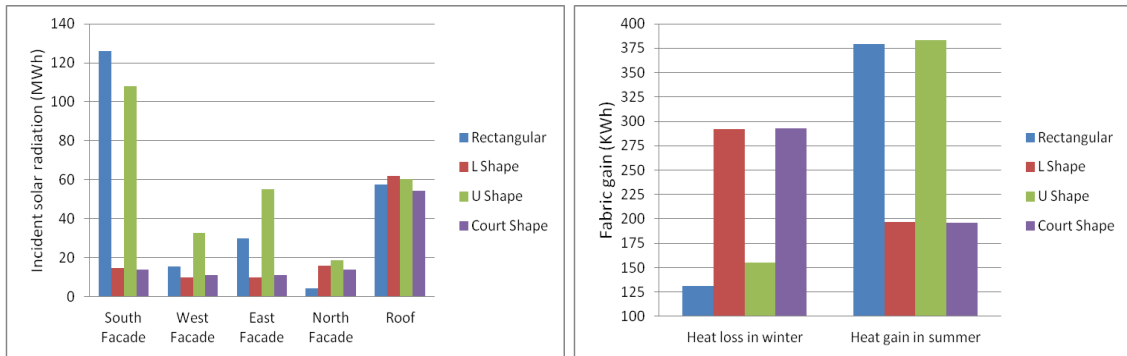 Incident solar radiation (MWh)
140
120
100
80
60
40
20
0
South
Facade
West
Facade
East
Facade
North
Facade
Roof
Rectangular
L Shape
U Shape
Court Shape
Fabric gain (KWh)
400
375
350
325
300
275
250
225
200
175
150
125
100
Heat loss in winter
Heat gain in summer
Rectangular
L Shape
U Shape
Court Shape